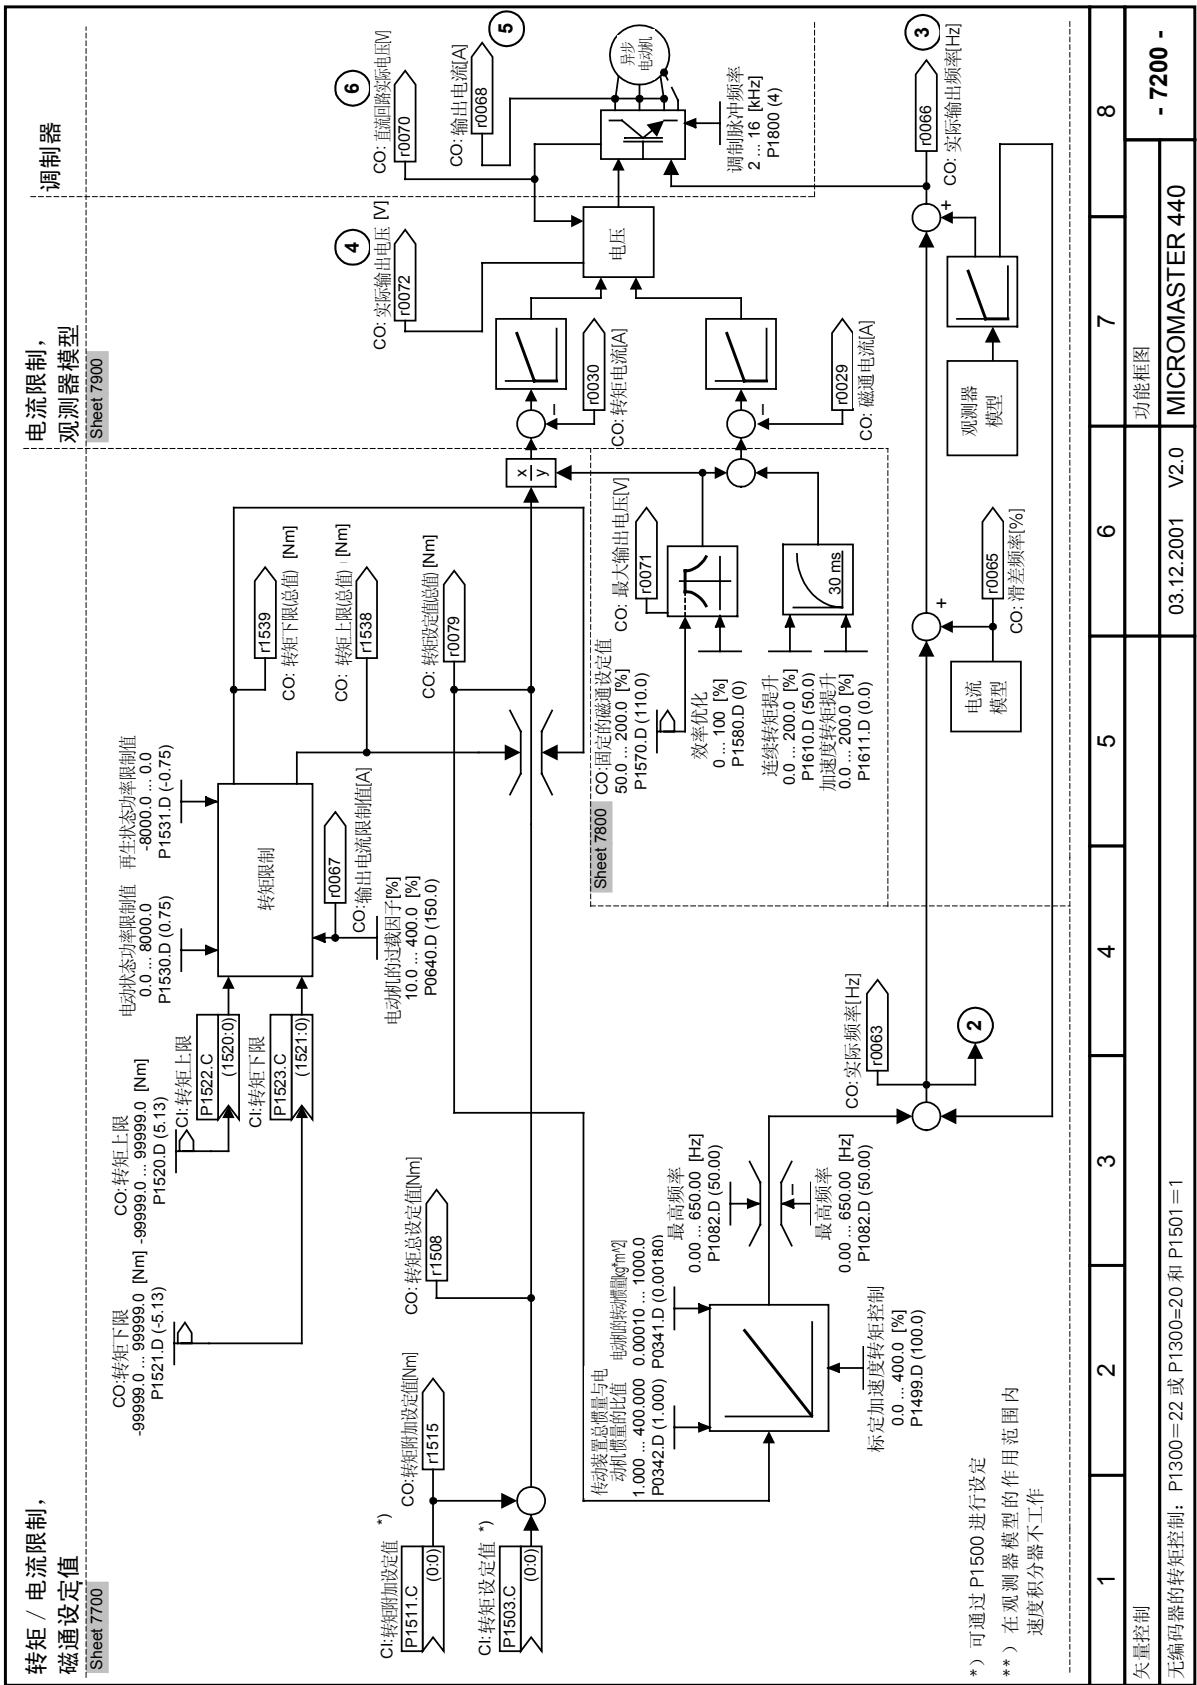 转矩 / 电流限制，
磁通设定值
Sheet 7700
电流限制，
观测器模型
Sheet 7900
调制器
CO:转矩下限
-99999.0 ... 99999.0 [Nm]
P1521.D (-5.13)
CO:转矩上限
-99999.0 ... 99999.0 [Nm]
P1520.D (5.13)
CI:转矩上限
P1522.C
(1520:0)
CI:转矩下限
P1523.C
(1521:0)
电动状态功率限制值
0.0 ... 8000.0
P1530.D (0.75)
再生状态功率限制值
-8000.0 ... 0.0
P1531.D (-0.75)
转矩限制
r1539
CO: 转矩下限(总值) [Nm]
r1538
CO: 转矩上限(总值) [Nm]
r0067
CO:输出电流限制值[A]
电动机的过载因子[%]
10.0 ... 400.0 [%]
P0640.D (150.0)
CO: 转矩设定值(总值) [Nm]
r0079
CI:转矩附加设定值 *)
P1511.C
(0:0)
CO:转矩附加设定值[Nm]
r1515
CI:转矩设定值 *)
P1503.C
(0:0)
CO: 转矩总设定值[Nm]
r1508
x
y
r0030
CO: 转矩电流[A]
–
CO: 实际输出电压 [V]
r0072
4
CO: 直流回路实际电压[V]
r0070
6
CO: 输出电流[A]
r0068
5
电压
异步
电动机
调制脉冲频率
2 ... 16 [kHz]
P1800 (4)
Sheet 7800
CO:固定的磁通设定值
50.0 ... 200.0 [%]
P1570.D (110.0)
CO: 最大输出电压[V]
r0071
效率优化
0 ... 100 [%]
P1580.D (0)
连续转矩提升
0.0 ... 200.0 [%]
P1610.D (50.0)
加速度转矩提升
0.0 ... 200.0 [%]
P1611.D (0.0)
30 ms
–
r0029
CO: 磁通电流[A]
传动装置总惯量与电
动机惯量的比值
1.000 ... 400.000
P0342.D (1.000)
电动机的转动惯量[kg*m^2]
0.00010 ... 1000.0
P0341.D (0.00180)
标定加速度转矩控制
0.0 ... 400.0 [%]
P1499.D (100.0)
最高频率
0.00 ... 650.00 [Hz]
P1082.D (50.00)
–
最高频率
0.00 ... 650.00 [Hz]
P1082.D (50.00)
CO:实际频率[Hz]
r0063
2
电流
模型
r0065
CO: 滑差频率[%]
+
观测器
模型
+
3
r0066
CO: 实际输出频率[Hz]
*) 可通过 P1500 进行设定
**) 在观测器模型的作用范围内
速度积分器不工作
1
2
3
4
5
6
7
8
矢量控制
功能框图
- 7200 -
无编码器的转矩控制：P1300＝22 或 P1300=20 和 P1501＝1
03.12.2001 V2.0
MICROMASTER 440